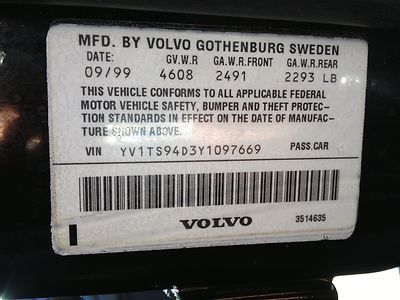 MFD. BY VOLVO GOTHENBURG SWEDEN
DATE: GV.W.R GA.W.R.FRONT GA.W.R.REAR
09/99 4608 2491 2293 LB
THIS VEHICLE CONFORMS TO ALL APPLICABLE FEDERAL
MOTOR VEHICLE SAFETY, BUMPER AND THEFT PROTEC-
TION STANDARDS IN EFFECT ON THE DATE OF MANUFAC-
TURE SHOWN ABOVE.
VIN YV1TS94D3Y1097669 PASS.CAR
VOLVO 3514635